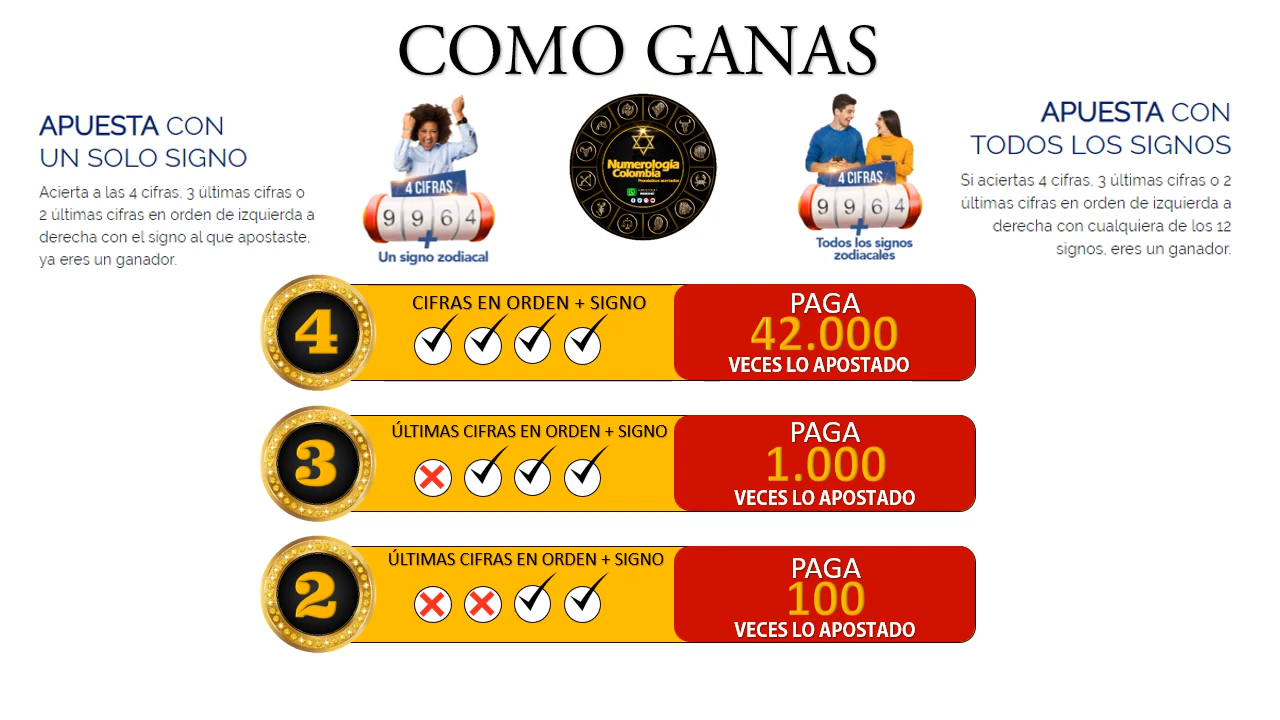 COMO GANAS
APUESTA CON
UN SOLO SIGNO
Acierta a las 4 cifras, 3 últimas cifras o
2 últimas cifras en orden de izquierda a
derecha con el signo al que apostaste,
ya eres un ganador.
4 CIFRAS
9 9 6 4
+
Un signo zodiacal
Numerología
Colombia
4 CIFRAS
9 9 6 4
+
Todos los signos
zodiacales
APUESTA CON
TODOS LOS SIGNOS
Si aciertas 4 cifras, 3 últimas cifras o 2
últimas cifras en orden de izquierda a
derecha con cualquiera de los 12
signos, eres un ganador.
4
CIFRAS EN ORDEN + SIGNO
PAGA
42.000
VECES LO APOSTADO
3
ÚLTIMAS CIFRAS EN ORDEN + SIGNO
PAGA
1.000
VECES LO APOSTADO
2
ÚLTIMAS CIFRAS EN ORDEN + SIGNO
PAGA
100
VECES LO APOSTADO